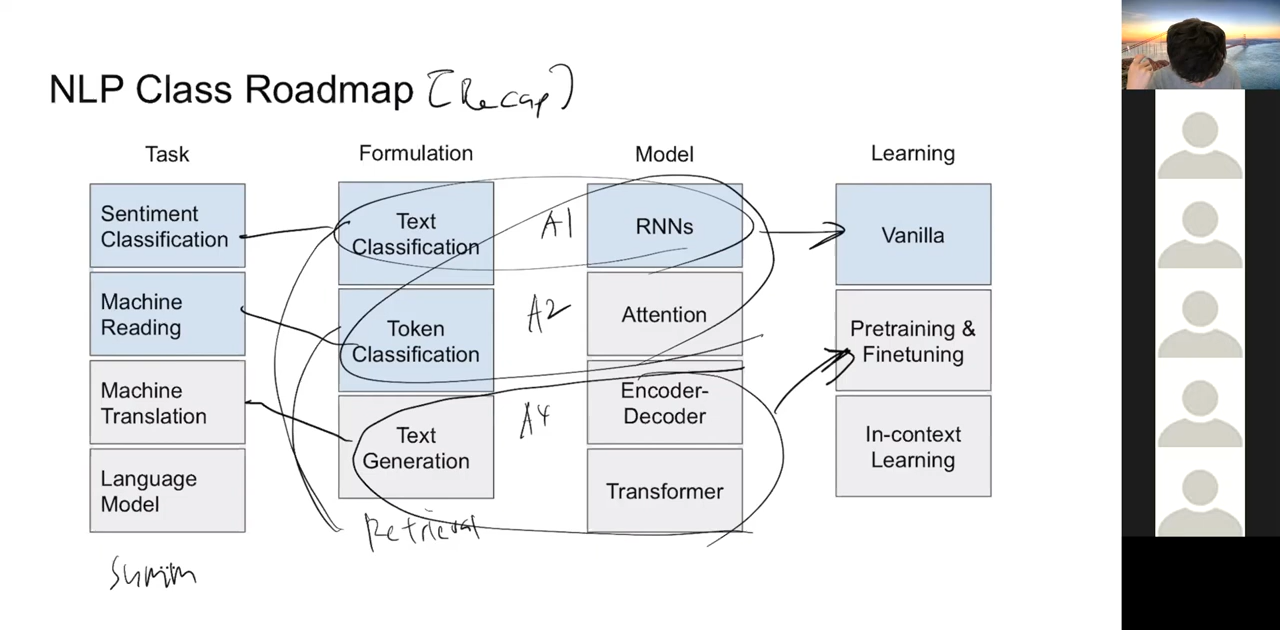 NLP Class Roadmap [Recap]
Task
Formulation
Model
Learning
Sentiment
Classification
Text
Classification
A1
RNNs
Vanilla
Machine
Reading
Token
Classification
A2
Attention
Pretraining &
Finetuning
Machine
Translation
Text
Generation
A4
Encoder-
Decoder
In-context
Learning
Language
Model
Transformer
Retrieval
Summ